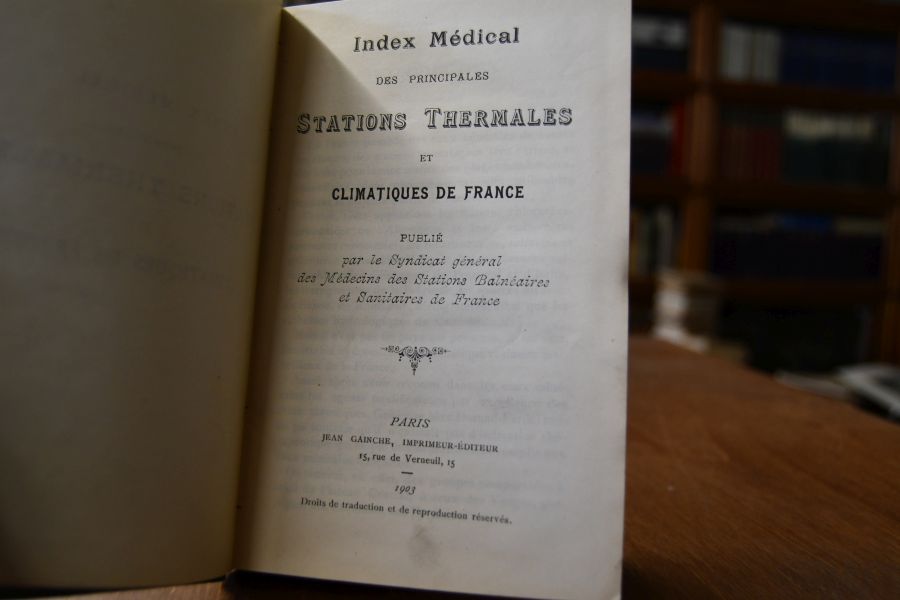 Index Médical
DES PRINCIPALES
STATIONS THERMALES
ET
CLIMATIQUES DE FRANCE
PUBLIÉ
par le Syndicat général
des Médecins des Stations Balnéaires
et Sanitaires de France
PARIS
JEAN GAINCHE, IMPRIMEUR-ÉDITEUR
15, rue de Verneuil, 15
1903
Droits de traduction et de reproduction réservés.